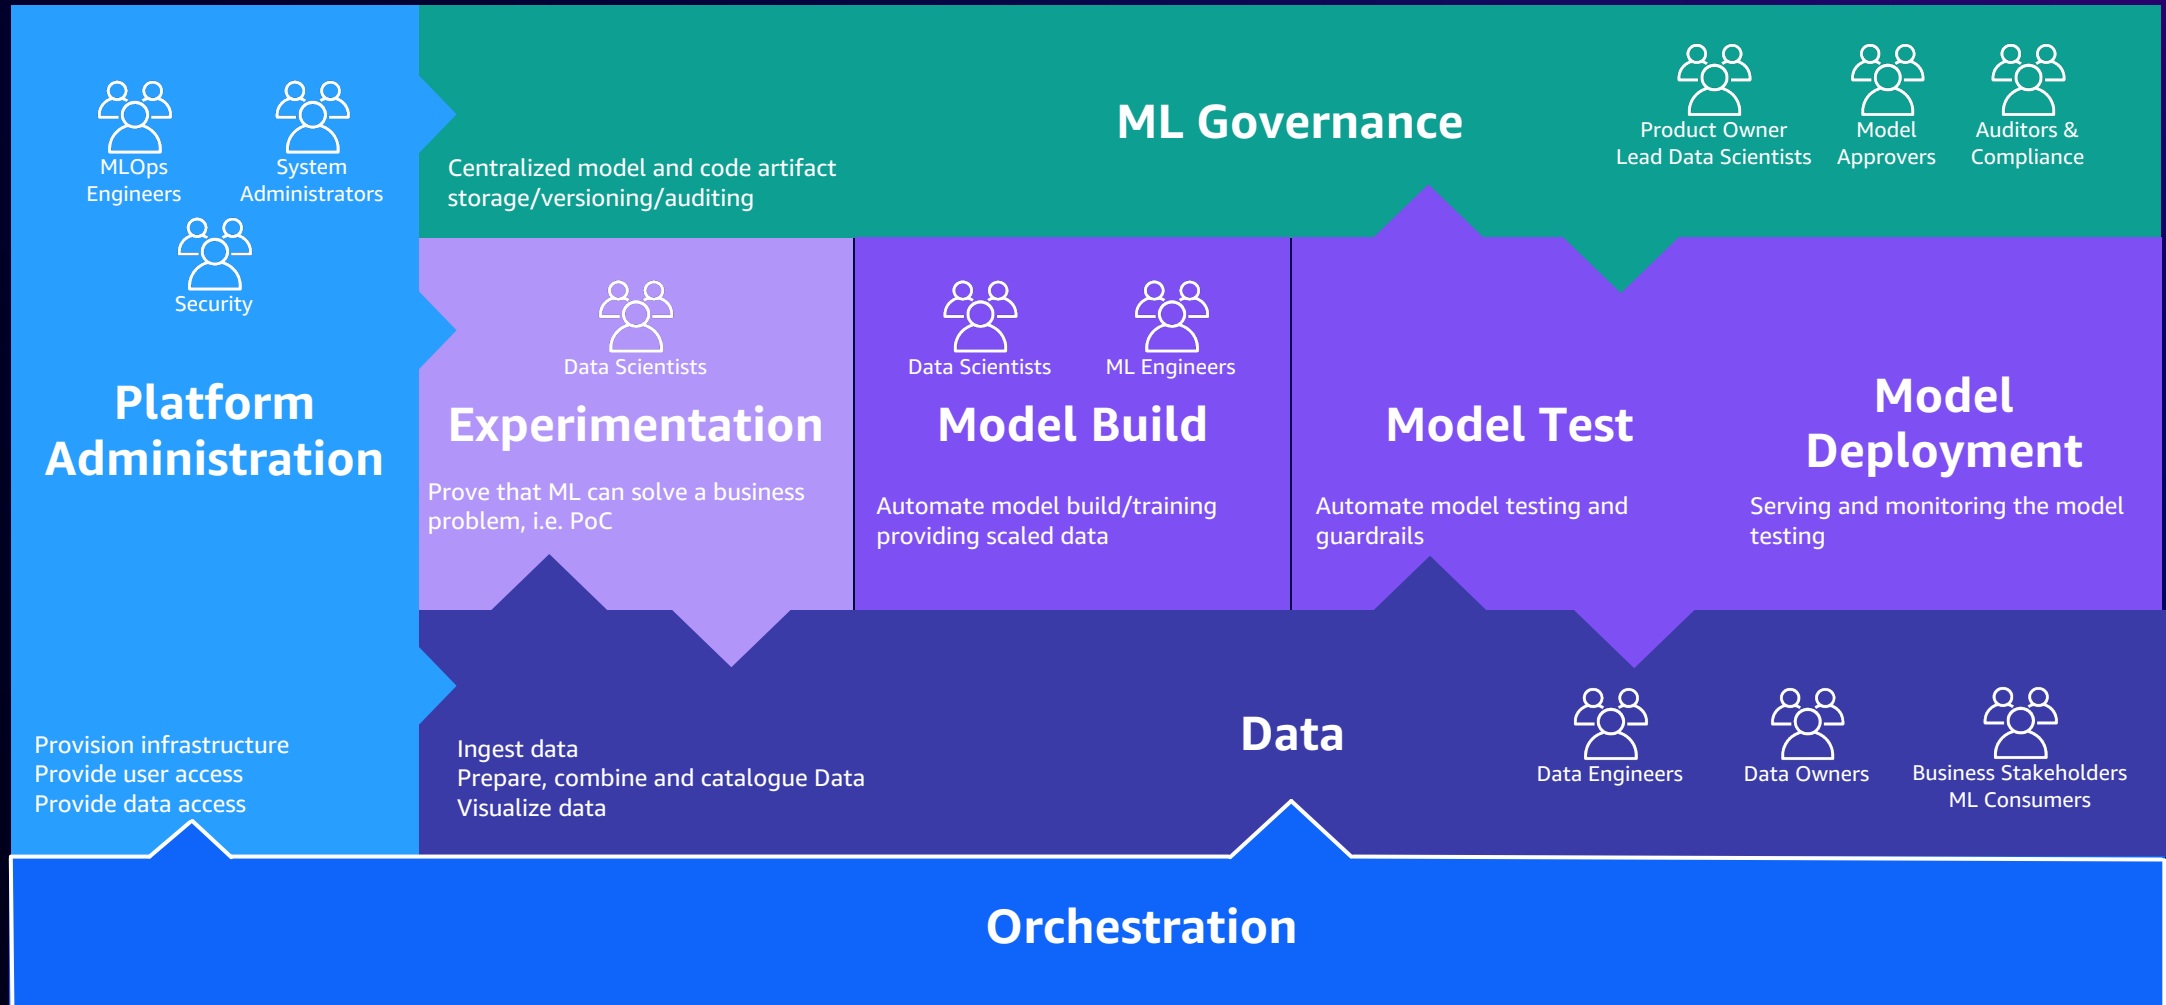 MLOps
Engineers
System
Administrators
Security
Platform
Administration
Provision infrastructure
Provide user access
Provide data access
ML Governance
Centralized model and code artifact
storage/versioning/auditing
Product Owner
Lead Data Scientists
Model
Approvers
Auditors &
Compliance
Data Scientists
Experimentation
Prove that ML can solve a business
problem, i.e. PoC
Data Scientists
ML Engineers
Model Build
Automate model build/training
providing scaled data
Model Test
Automate model testing and
guardrails
Model
Deployment
Serving and monitoring the model
testing
Data
Ingest data
Prepare, combine and catalogue Data
Visualize data
Data Engineers
Data Owners
Business Stakeholders
ML Consumers
Orchestration